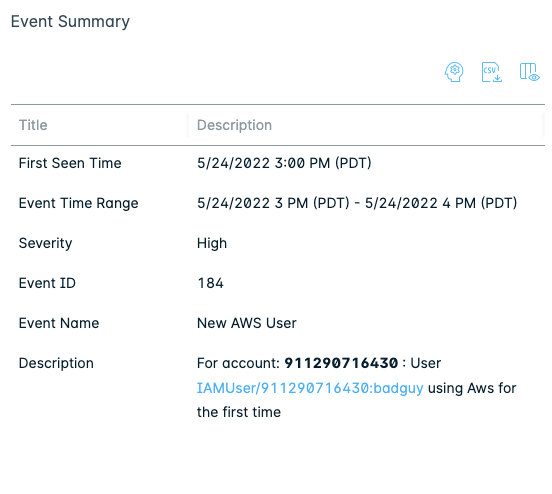 Event Summary
CSV
Title Description
First Seen Time 5/24/2022 3:00 PM (PDT)
Event Time Range 5/24/2022 3 PM (PDT) - 5/24/2022 4 PM (PDT)
Severity High
Event ID 184
Event Name New AWS User
Description For account: 911290716430 : User
IAMUser/911290716430:badguy using Aws for
the first time